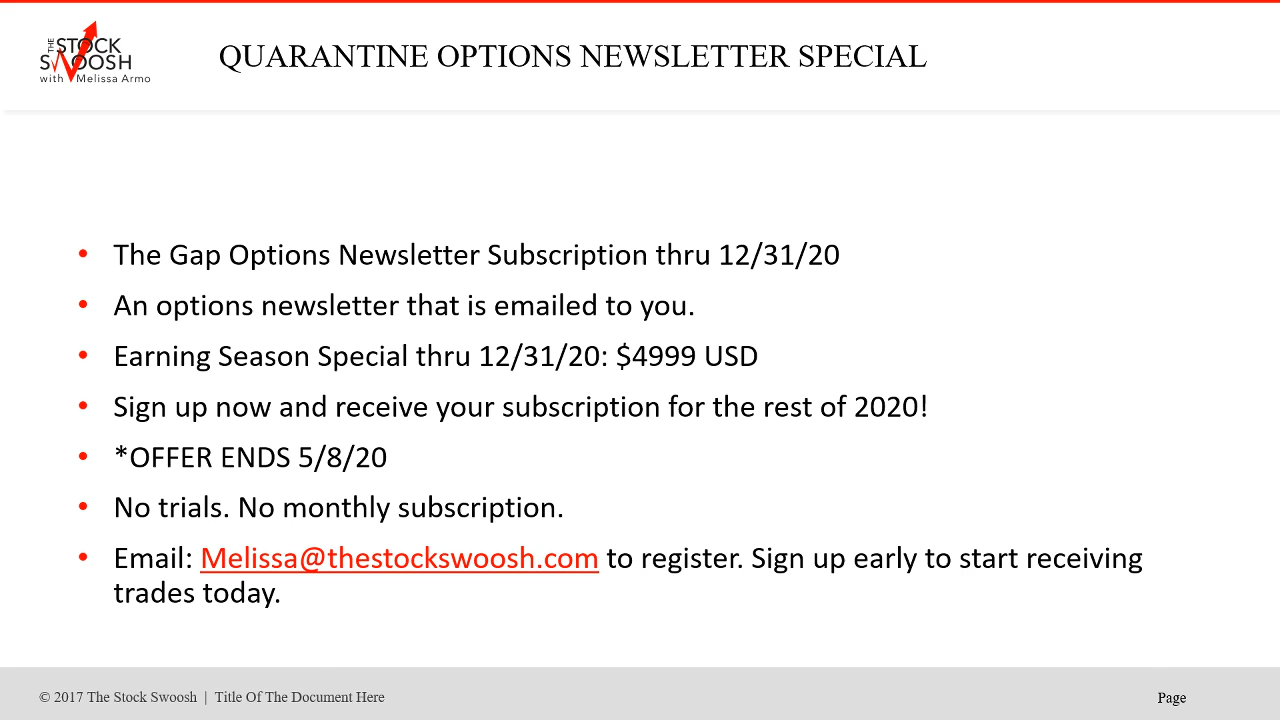 THE
STOCK
SWOOSH
with Melissa Armo
QUARANTINE OPTIONS NEWSLETTER SPECIAL
• The Gap Options Newsletter Subscription thru 12/31/20
• An options newsletter that is emailed to you.
• Earning Season Special thru 12/31/20: $4999 USD
• Sign up now and receive your subscription for the rest of 2020!
• *OFFER ENDS 5/8/20
• No trials. No monthly subscription.
• Email: Melissa@thestockswoosh.com to register. Sign up early to start receiving
trades today.
© 2017 The Stock Swoosh | Title Of The Document Here
Page